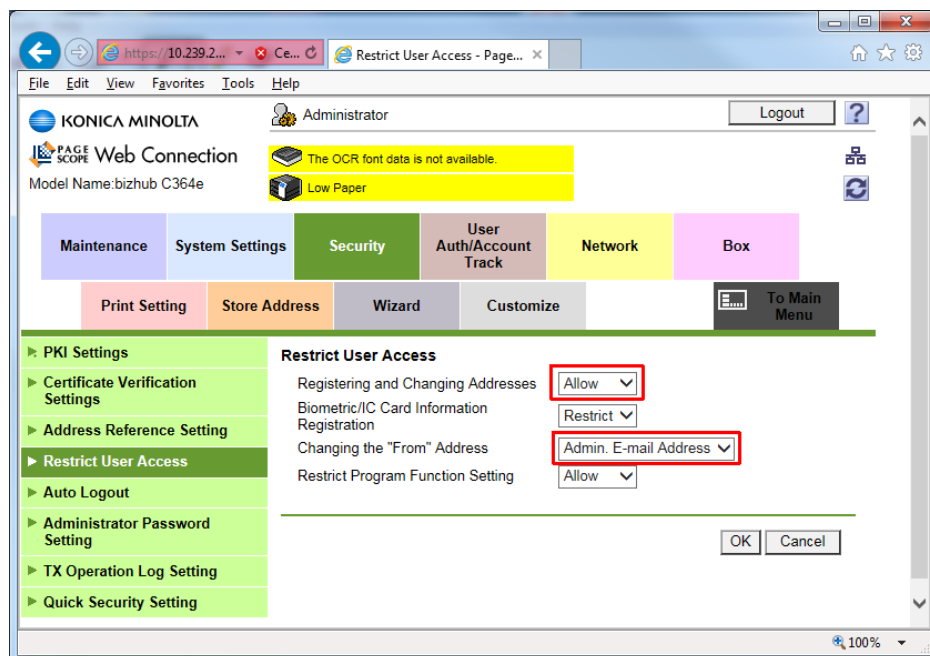 https://10.239.2... Ce... Restrict User Access - Page...
File Edit View Favorites Tools Help
KONICA MINOLTA
Administrator
Logout
?
PAGE SCOPE Web Connection
The OCR font data is not available.
Model Name:bizhub C364e
Low Paper
Maintenance
System Settings
Security
User
Auth/Account
Track
Network
Box
Print Setting
Store Address
Wizard
Customize
To Main
Menu
PKI Settings
Certificate Verification
Settings
Address Reference Setting
Restrict User Access
Auto Logout
Administrator Password
Setting
TX Operation Log Setting
Quick Security Setting
Restrict User Access
Registering and Changing Addresses Allow
Biometric/IC Card Information
Registration
Restrict
Changing the "From" Address Admin. E-mail Address
Restrict Program Function Setting Allow
OK Cancel
100%